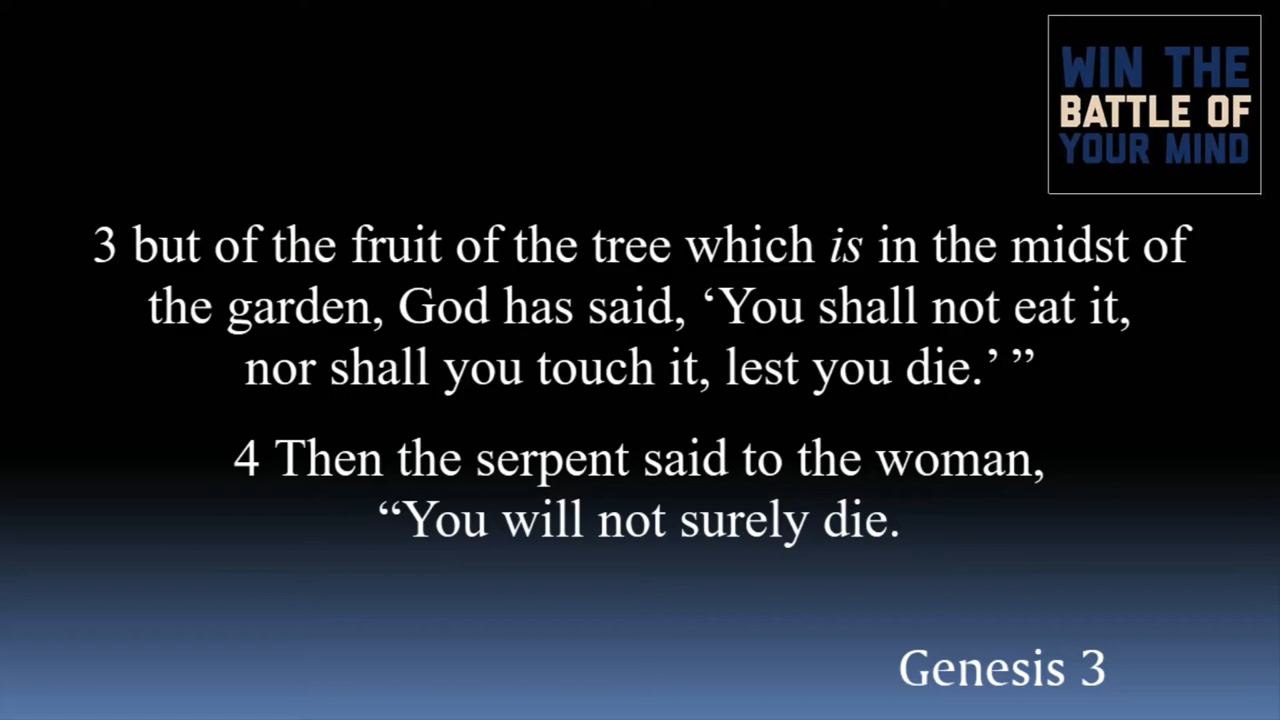 WIN THE
BATTLE OF
YOUR MIND
3 but of the fruit of the tree which is in the midst of
the garden, God has said, ‘You shall not eat it,
nor shall you touch it, lest you die.’ ”
4 Then the serpent said to the woman,
“You will not surely die.
Genesis 3